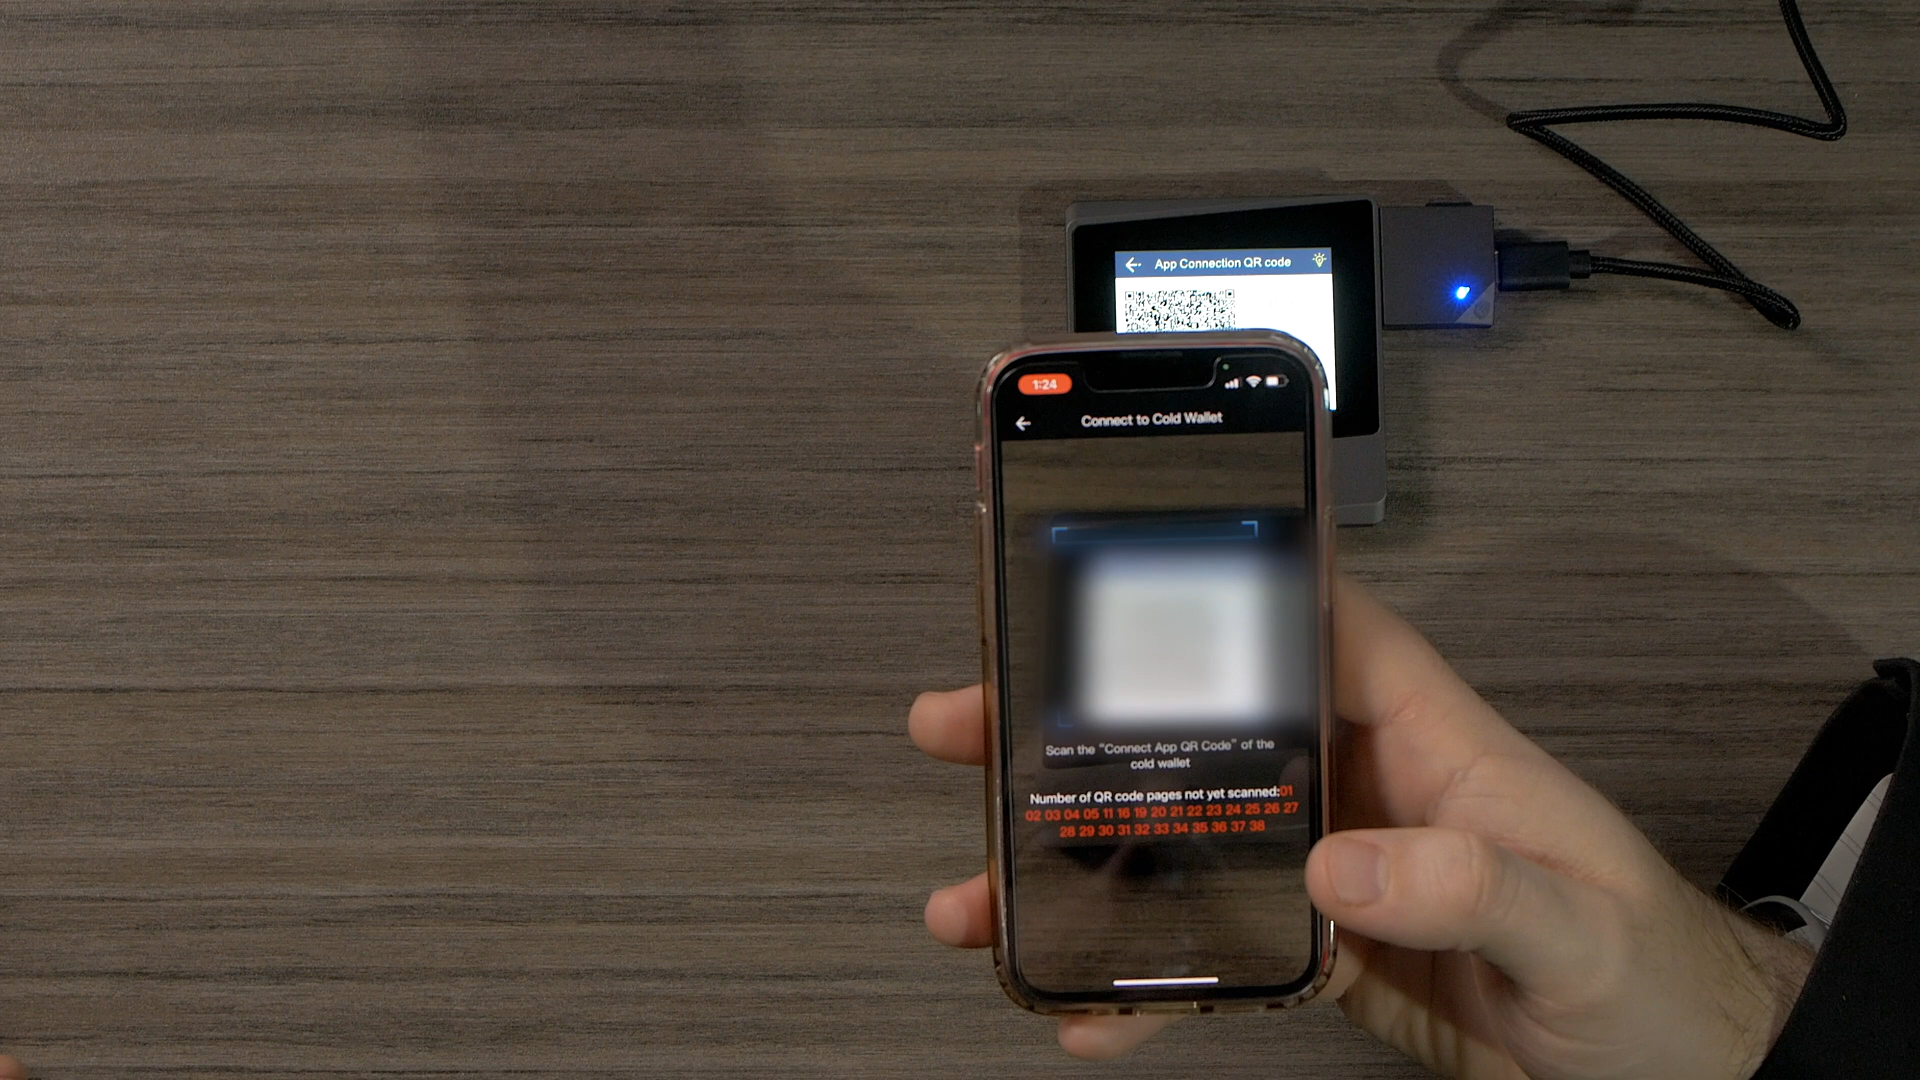 App Connection QR code
1:24
Connect to Cold Wallet
Scan the “Connect App QR Code” of the
cold wallet
Number of QR code pages not yet scanned:01
02 03 04 05 11 16 19 20 21 22 23 24 25 26 27
28 29 30 31 32 33 34 35 36 37 38